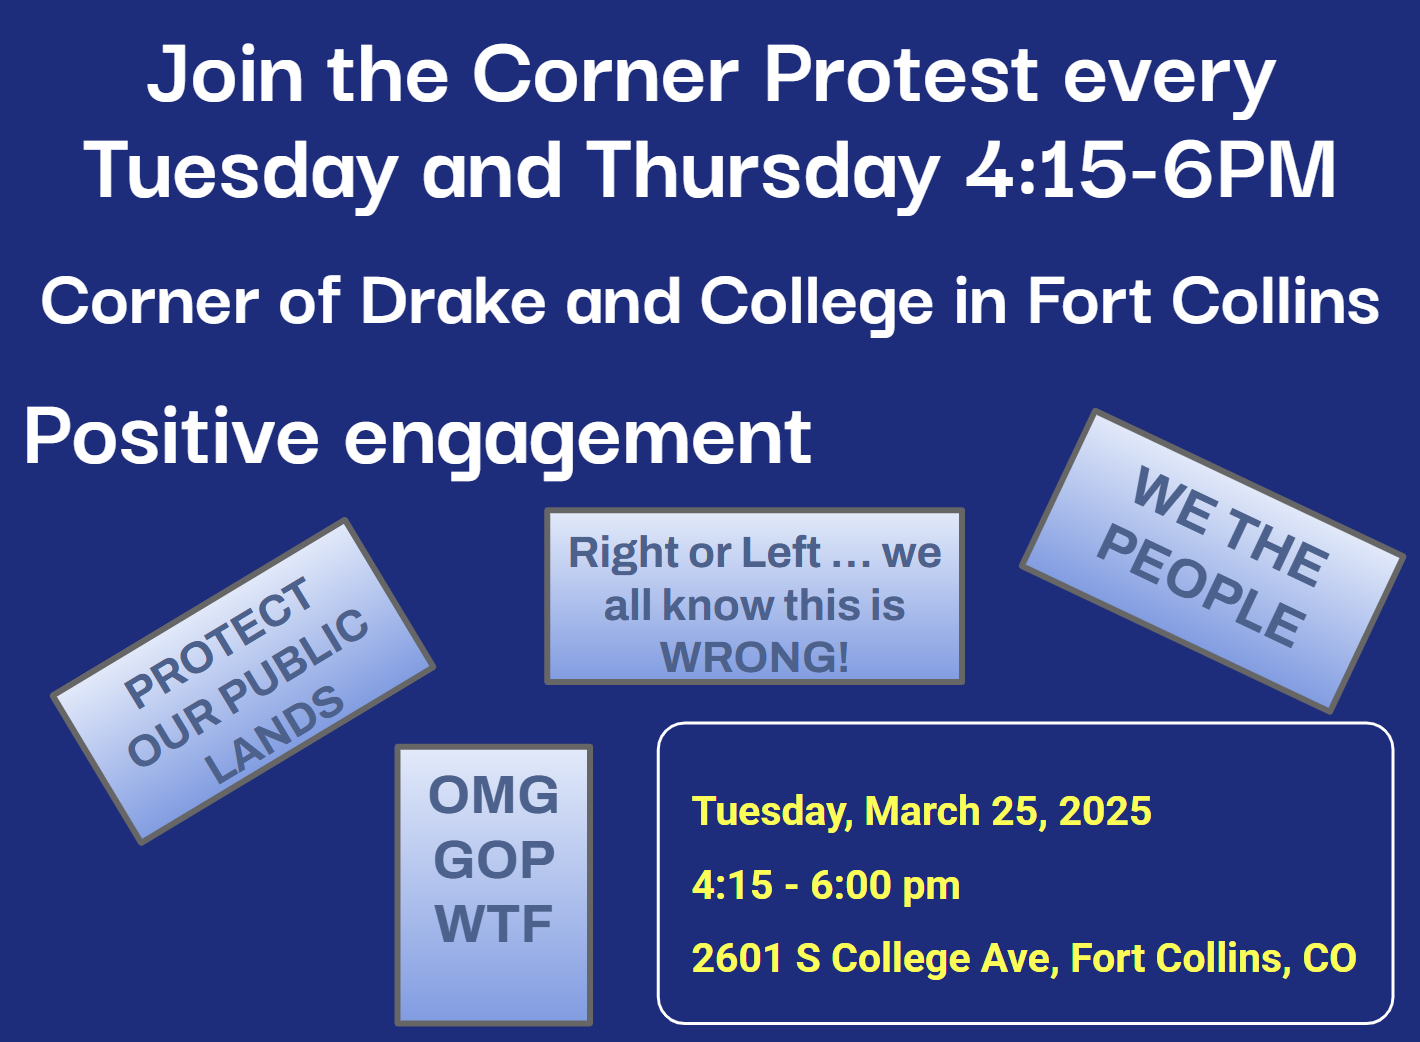 Join the Corner Protest every
Tuesday and Thursday 4:15-6PM
Corner of Drake and College in Fort Collins
Positive engagement
WE THE
PEOPLE
Right or Left ... we
all know this is
WRONG!
PROTECT
OUR PUBLIC
LANDS
OMG
GOP
WTF
Tuesday, March 25, 2025
4:15 - 6:00 pm
2601 S College Ave, Fort Collins, CO